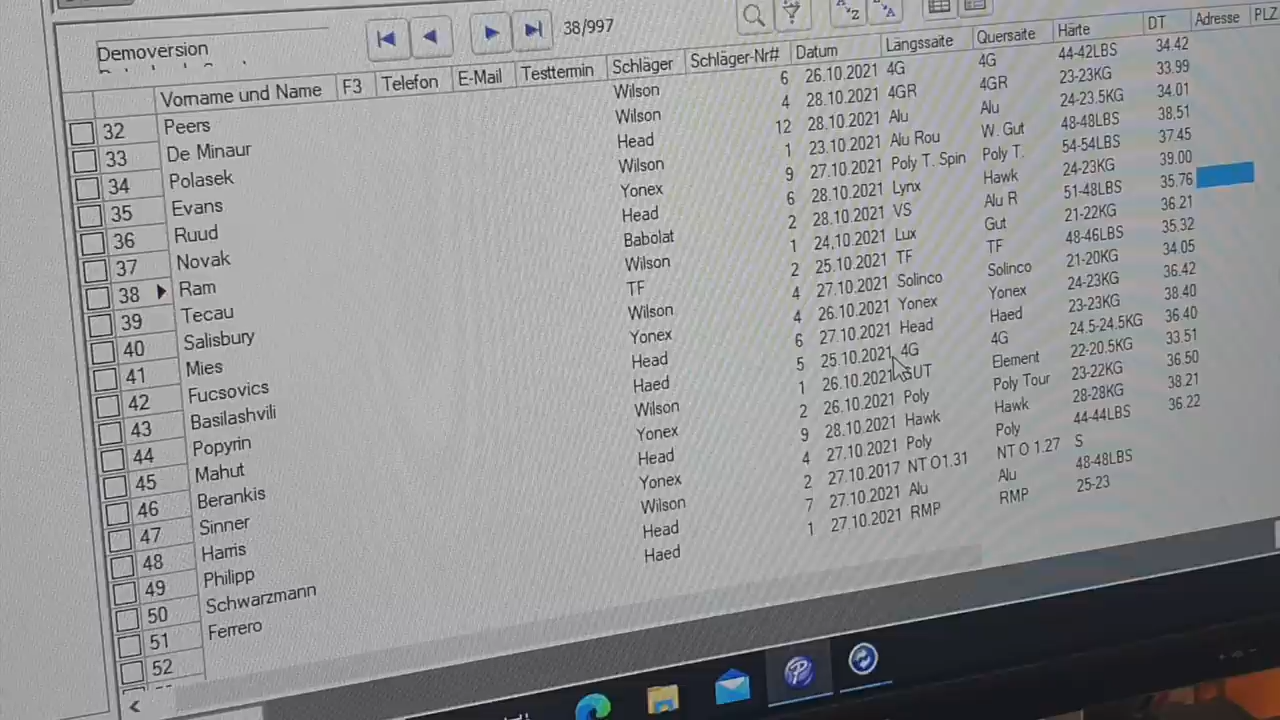 38/997
Demoversion
Vorname und Name F3 Telefon E-Mail Testtermin Schläger Schläger-Nr# Datum Längssaite Quersaite Härte DT Adresse PLZ
32 Peers Wilson 6 26.10.2021 4G 4G 44-42LBS 34.42
33 De Minaur Wilson 4 28.10.2021 4GR 4GR 23-23KG 33.99
34 Polasek Head 12 28.10.2021 Alu Alu 24-23.5KG 34.01
35 Evans Wilson 1 23.10.2021 Alu Rou W. Gut 48-48LBS 38.51
36 Ruud Yonex 9 27.10.2021 Poly T. Spin Poly T. 54-54LBS 37.45
37 Novak Head 6 28.10.2021 Lynx Hawk 24-23KG 39.00
38 Ram Babolat 2 28.10.2021 VS Alu R 51-48LBS 35.76
39 Tecau Wilson 1 24.10.2021 Lux Gut 21-22KG 36.21
40 Salisbury TF 2 25.10.2021 TF TF 48-46LBS 35.32
41 Mies Wilson 4 27.10.2021 Solinco Solinco 21-20KG 34.05
42 Fucsovics Yonex 4 26.10.2021 Yonex Yonex 24-23KG 36.42
43 Basilashvili Head 6 27.10.2021 Head Haed 23-23KG 38.40
44 Popyrin Haed 5 25.10.2021 4G 4G 24.5-24.5KG 36.40
45 Mahut Wilson 1 26.10.2021 GUT Element 22-20.5KG 33.51
46 Berankis Yonex 2 26.10.2021 Poly Poly Tour 23-22KG 36.50
47 Sinner Head 9 28.10.2021 Hawk Hawk 28-28KG 38.21
48 Harris Yonex 4 27.10.2021 Poly Poly 44-44LBS 36.22
49 Philipp Wilson 2 27.10.2017 NT O1.31 NT O 1.27 S
50 Schwarzmann Head 7 27.10.2021 Alu Alu 48-48LBS
51 Ferrero Haed 1 27.10.2021 RMP RMP 25-23
52